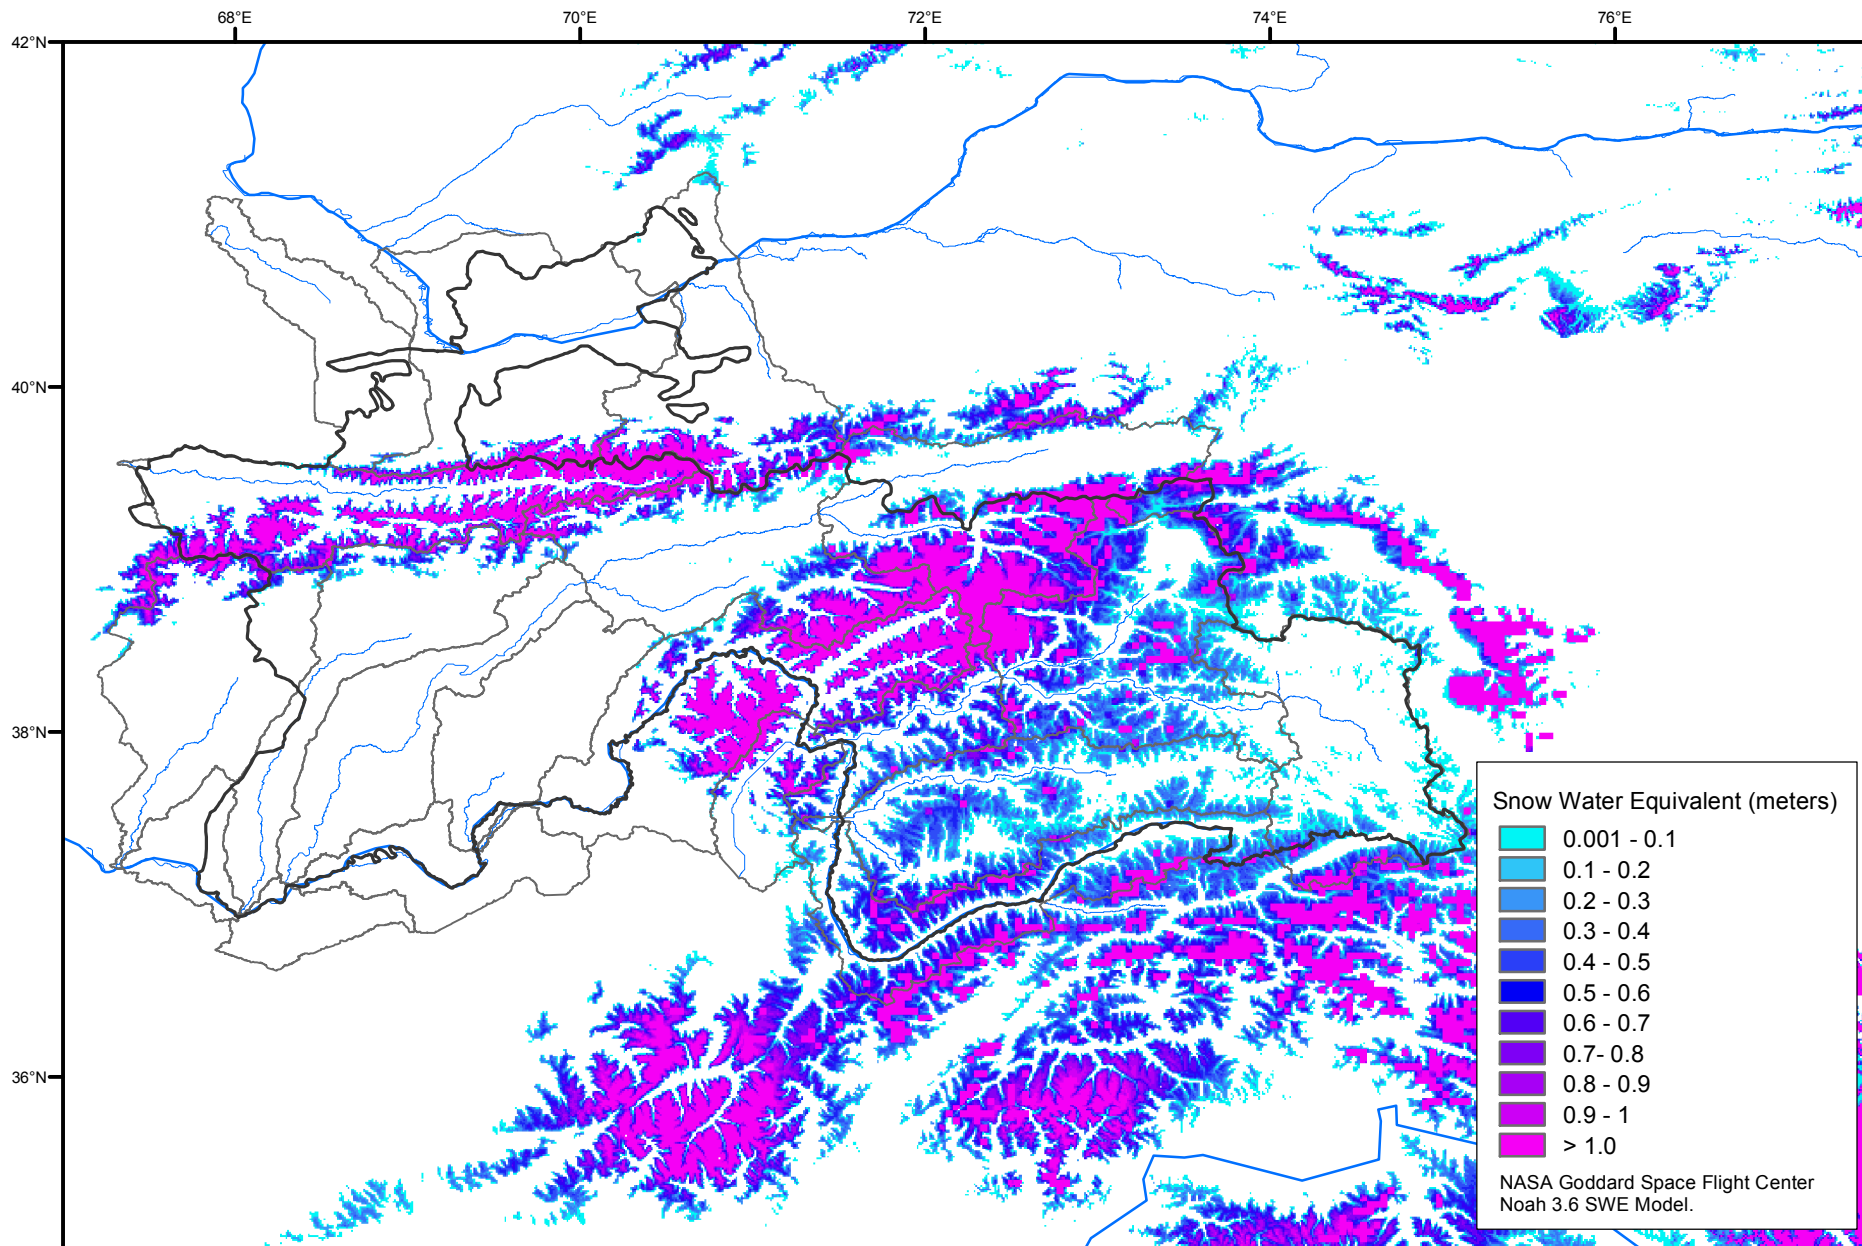 68°E
70°E
72°E
74°E
76°E
42°N
40°N
38°N
36°N
Snow Water Equivalent (meters)
0.001 - 0.1
0.1 - 0.2
0.2 - 0.3
0.3 - 0.4
0.4 - 0.5
0.5 - 0.6
0.6 - 0.7
0.7- 0.8
0.8 - 0.9
0.9 - 1
> 1.0
NASA Goddard Space Flight Center
Noah 3.6 SWE Model.